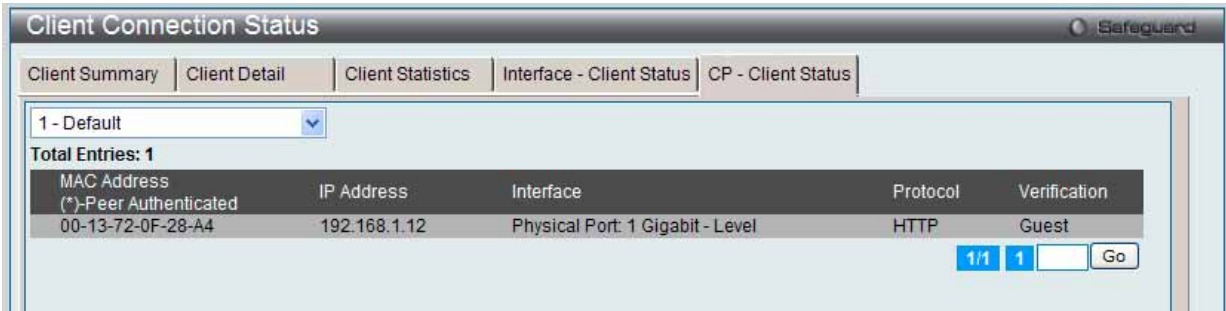 Client Connection Status
Safeguard
Client Summary Client Detail Client Statistics Interface - Client Status CP - Client Status
1 - Default
Total Entries: 1
MAC Address
(*)-Peer Authenticated IP Address Interface Protocol Verification
00-13-72-0F-28-A4 192.168.1.12 Physical Port: 1 Gigabit - Level HTTP Guest
1/1 1 Go